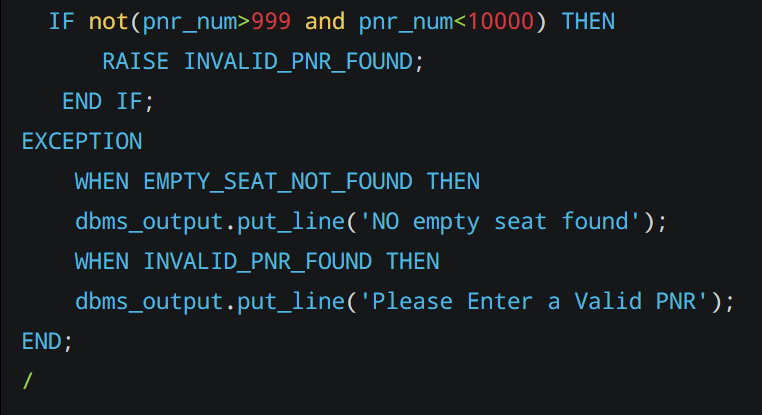 IF not(pnr_num>999 and pnr_num<10000) THEN
RAISE INVALID_PNR_FOUND;
END IF;
EXCEPTION
WHEN EMPTY_SEAT_NOT_FOUND THEN
dbms_output.put_line('NO empty seat found');
WHEN INVALID_PNR_FOUND THEN
dbms_output.put_line('Please Enter a Valid PNR');
END;
/